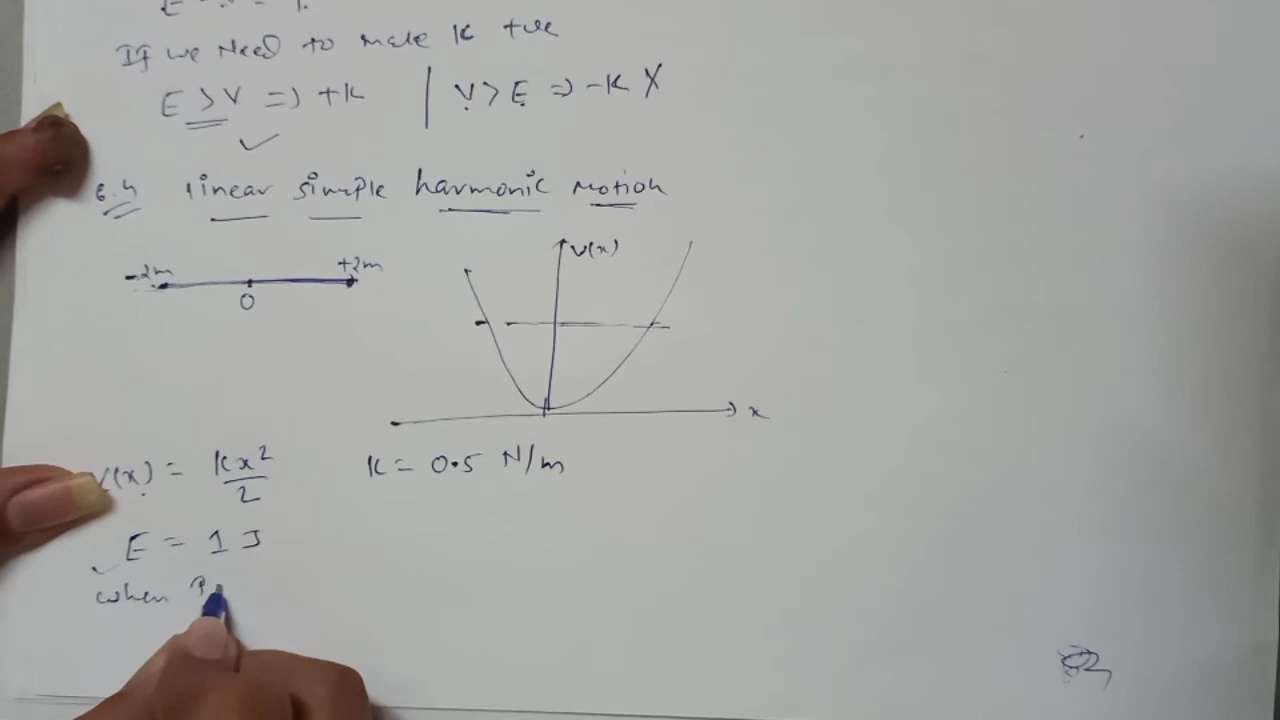 If we Need to make K +ve
E > V => +K | V > E => -K X
6.4 linear simple harmonic motion
-2m +2m
0
V(x)
x
V(x) = Kx²/2 K = 0.5 N/m
E = 1 J
when